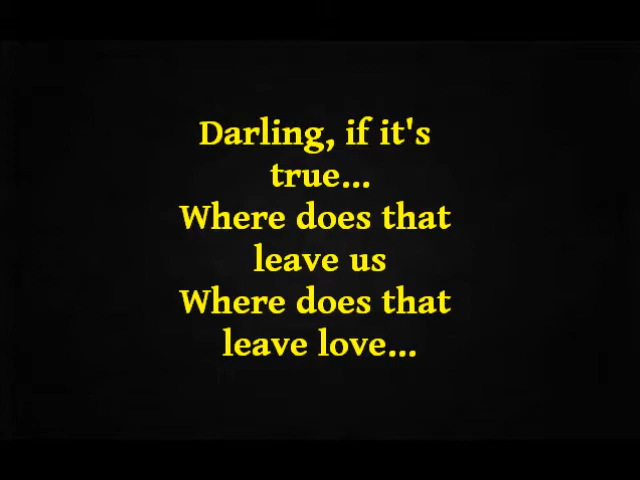 Darling, if it's
true...
Where does that
leave us
Where does that
leave love...